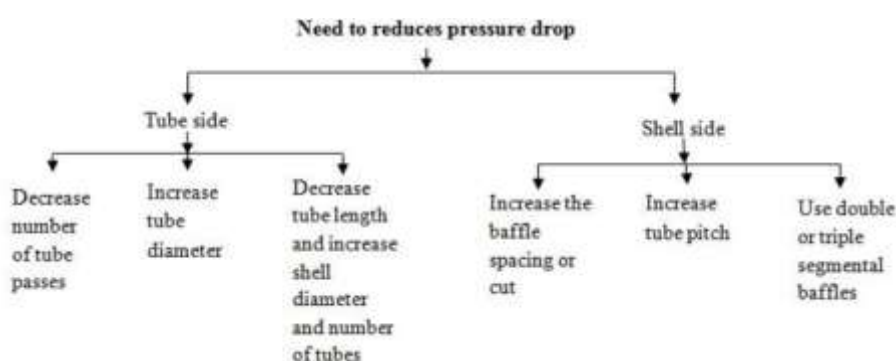 Need to reduces pressure drop
Tube side
Shell side
Decrease
number
of tube
passes
Increase
tube
diameter
Decrease
tube length
and increase
shell
diameter
and number
of tubes
Increase the
baffle
spacing or
cut
Increase
tube pitch
Use double
or triple
segmental
baffles